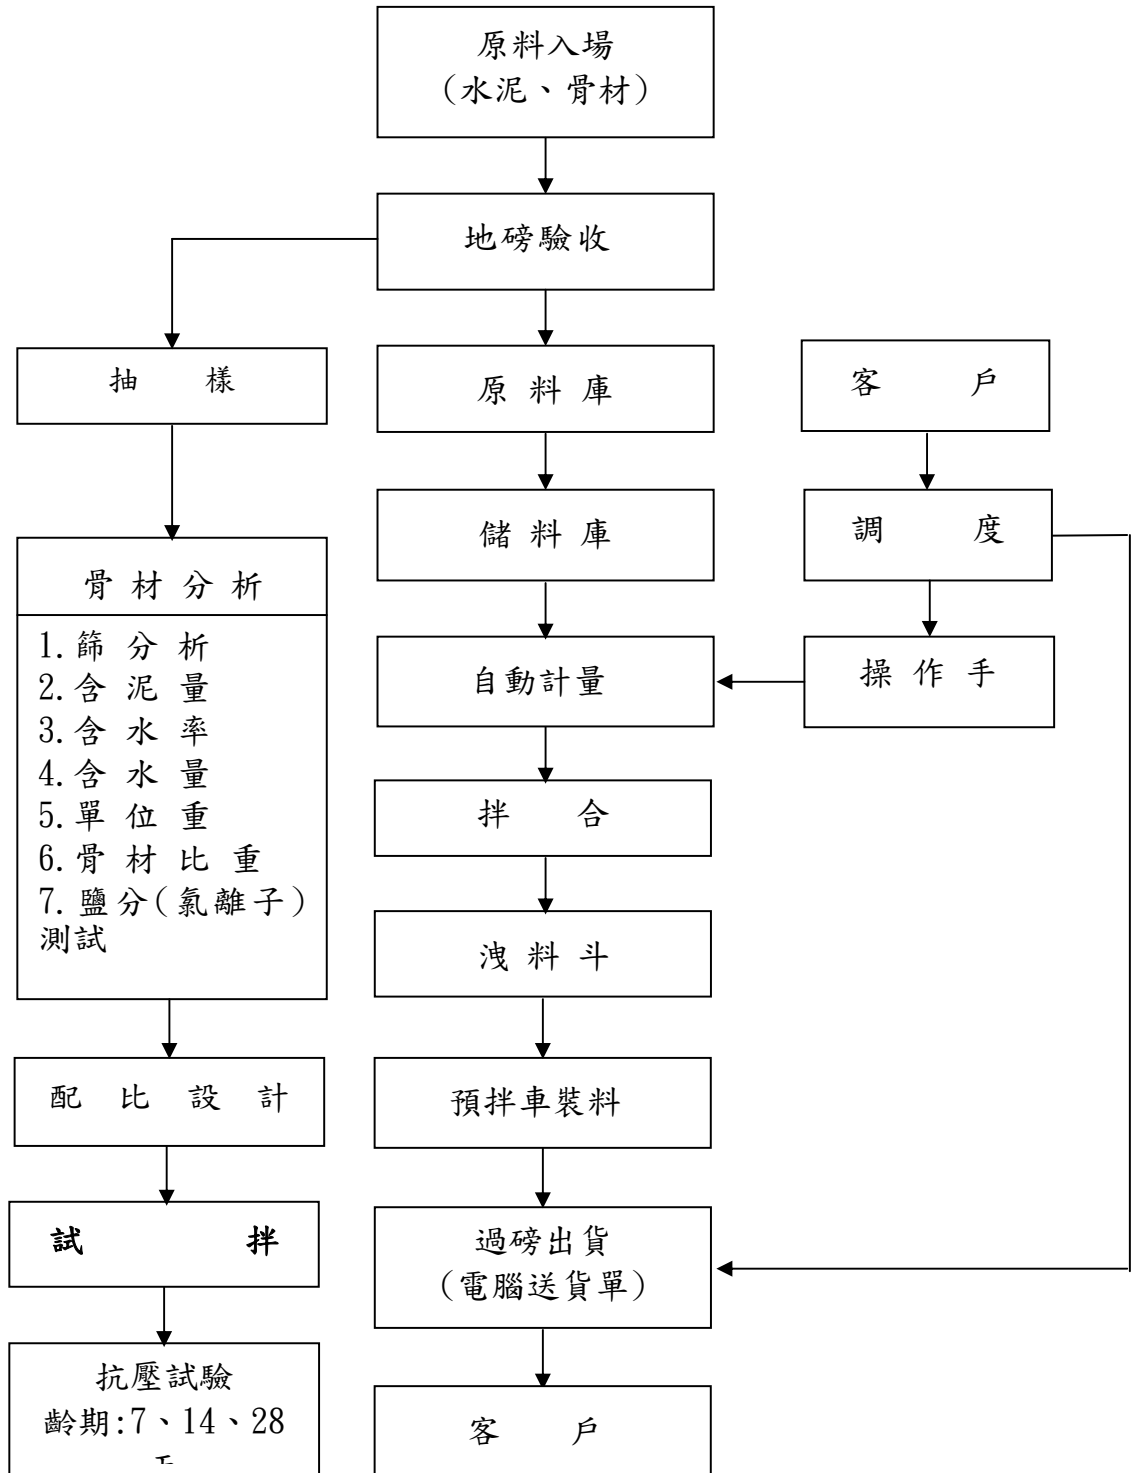 原料入場
(水泥、骨材)
地磅驗收
抽 樣
原 料 庫
客 戶
儲 料 庫
調 度
骨 材 分 析
1.篩 分 析
2.含 泥 量
3.含 水 率
4.含 水 量
5.單 位 重
6.骨 材 比 重
7.鹽分(氯離子)
測試
自動計量
操 作 手
拌 合
洩 料 斗
配 比 設 計
預拌車裝料
試 拌
過磅出貨
(電腦送貨單)
抗壓試驗
齡期:7、14、28
客 戶